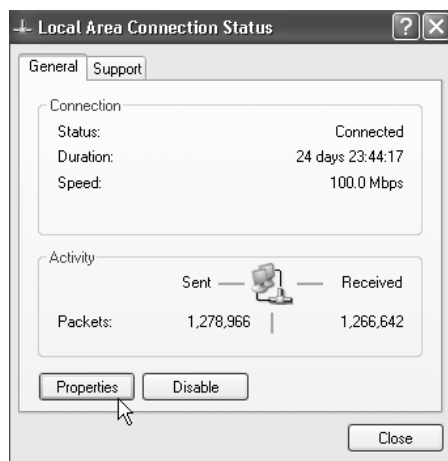 Local Area Connection Status
General Support
Connection
Status: Connected
Duration: 24 days 23:44:17
Speed: 100.0 Mbps
Activity
Sent Received
Packets: 1,278,966 1,266,642
Properties Disable
Close